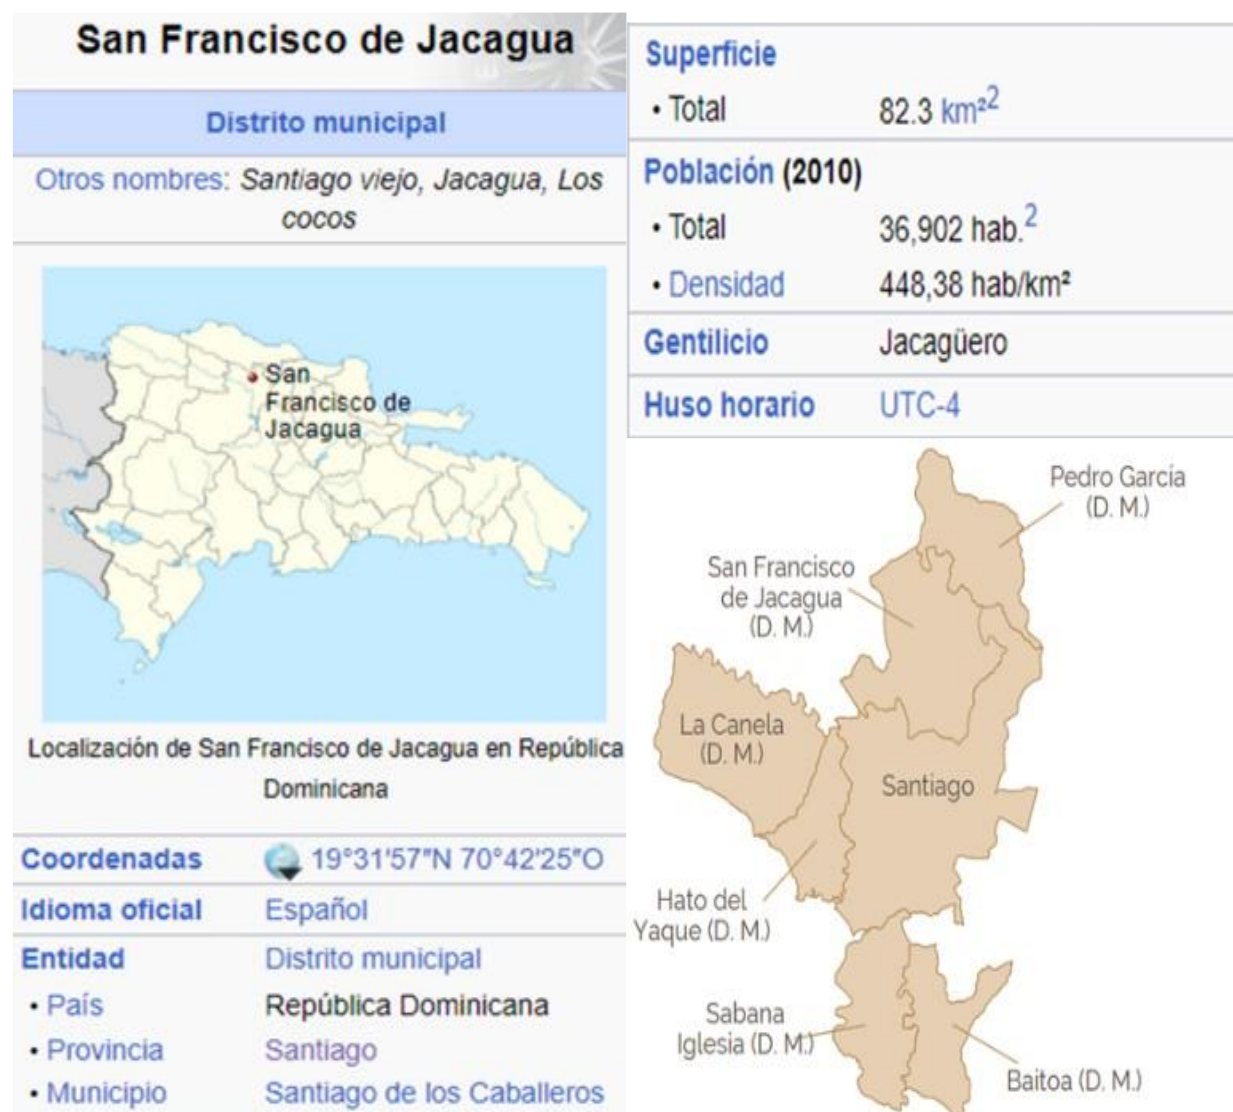 San Francisco de Jacagua
Distrito municipal
Otros nombres: Santiago viejo, Jacagua, Los
cocos
San
Francisco de
Jacagua
Localización de San Francisco de Jacagua en República
Dominicana
Coordenadas 19°31'57"N 70°42'25"O
Idioma oficial Español
Entidad Distrito municipal
• País República Dominicana
• Provincia Santiago
• Municipio Santiago de los Caballeros
Superficie
• Total 82.3 km²2
Población (2010)
• Total 36,902 hab.2
• Densidad 448,38 hab/km²
Gentilicio Jacagüero
Huso horario UTC-4
Pedro García
(D. M.)
San Francisco
de Jacagua
(D. M.)
La Canela
(D. M.)
Santiago
Hato del
Yaque (D. M.)
Sabana
Iglesia (D. M.)
Baitoa (D. M.)